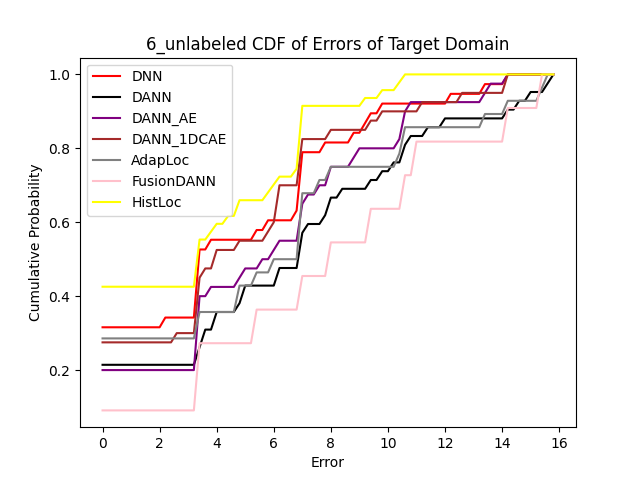 6_unlabeled CDF of Errors of Target Domain
DNN
DANN
DANN_AE
DANN_1DCAE
AdapLoc
FusionDANN
HistLoc
Cumulative Probability
1.0
0.8
0.6
0.4
0.2
0 2 4 6 8 10 12 14 16
Error